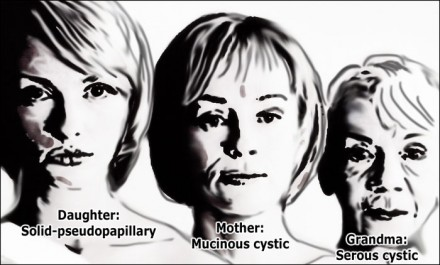 Daughter:
Solid-pseudopapillary
Mother:
Mucinous cystic
Grandma:
Serous cystic